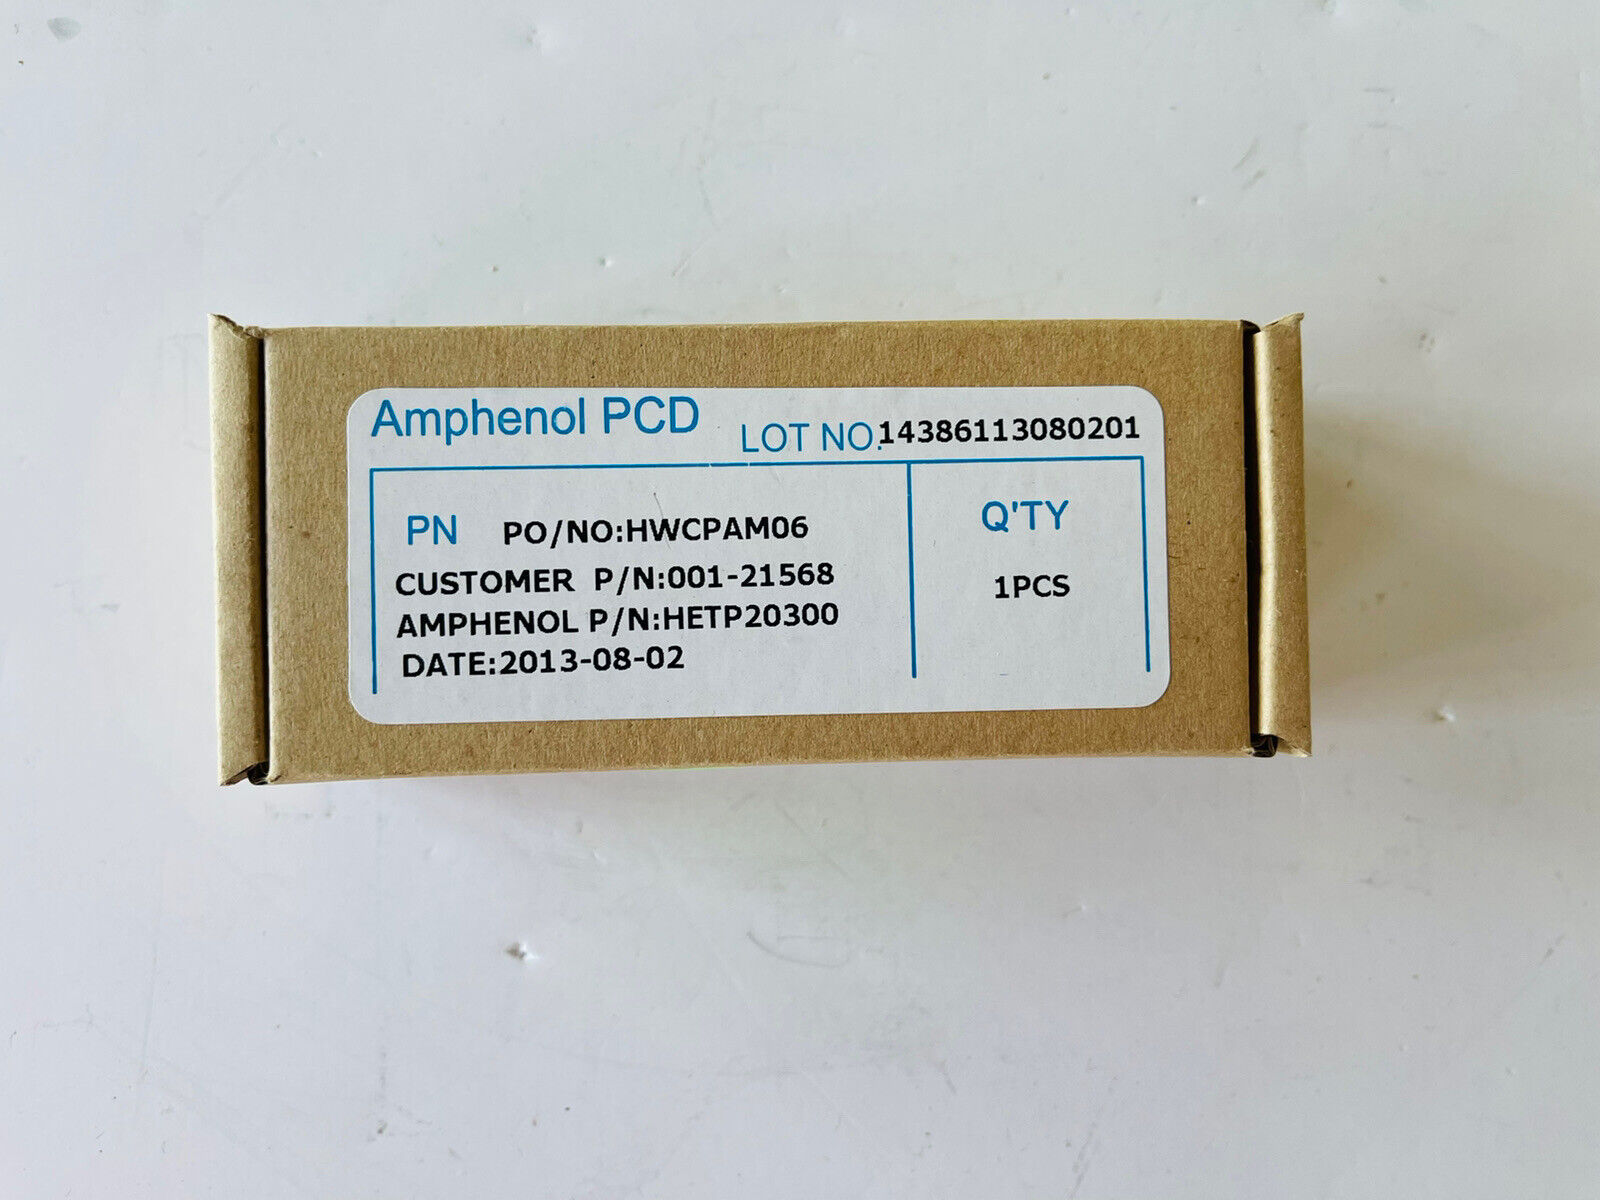 Amphenol PCD
LOT NO.14386113080201
PN PO/NO:HWCPAM06
CUSTOMER P/N:001-21568
AMPHENOL P/N:HETP20300
DATE:2013-08-02
Q'TY
1PCS